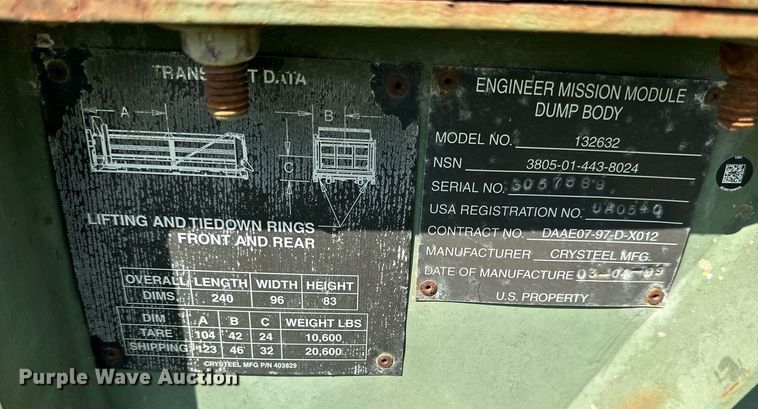 DATA
A
B
C
LIFTING AND TIEDOWN RINGS
FRONT AND REAR
OVERALL LENGTH WIDTH HEIGHT
DIMS. 240 96 83
DIM A B C WEIGHT LBS
TARE 104 42 24 10,600
SHIPPING 123 46 32 20,600
CRYSTEEL MFG P/N 403829
ENGINEER MISSION MODULE
DUMP BODY
MODEL NO. 132632
NSN 3805-01-443-8024
SERIAL NO.
USA REGISTRATION NO. UA0540
CONTRACT NO. DAAE07-97-D-X012
MANUFACTURER CRYSTEEL MFG.
DATE OF MANUFACTURE
U.S. PROPERTY
Purple Wave Auction